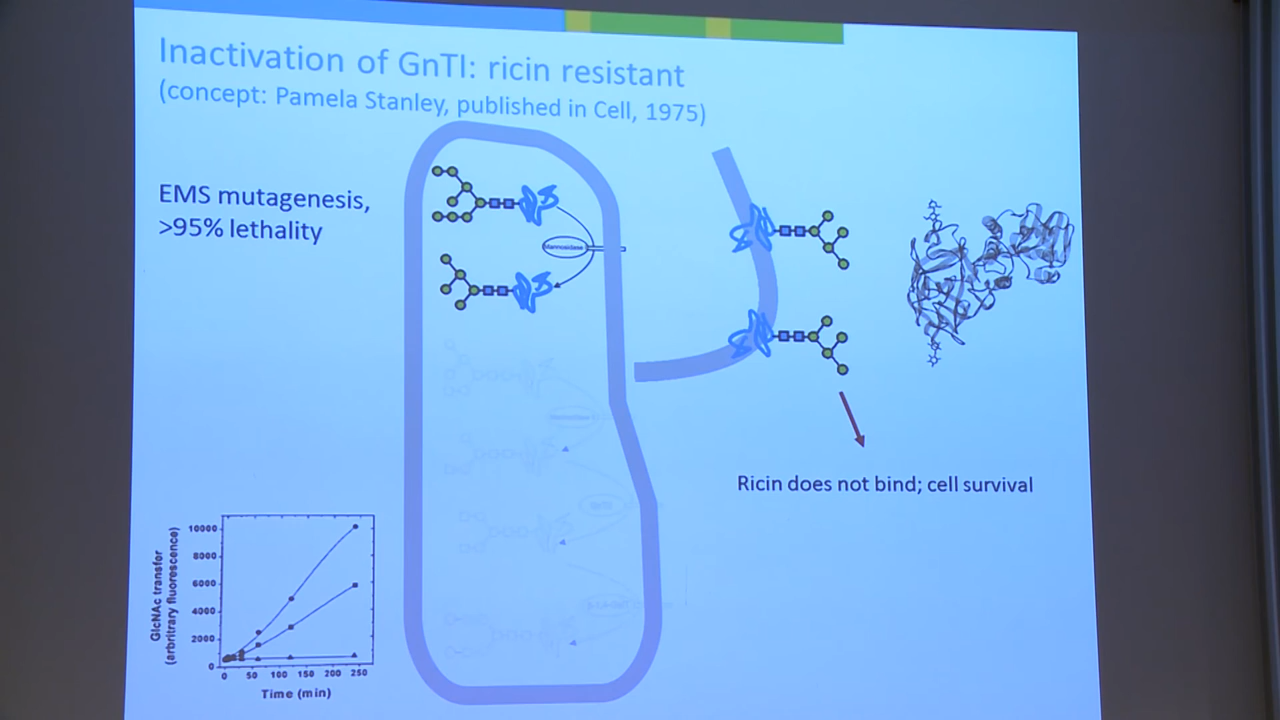 Inactivation of GnTI: ricin resistant
(concept: Pamela Stanley, published in Cell, 1975)
EMS mutagenesis,
>95% lethality
Mannosidase
Ricin does not bind; cell survival
GlcNAc transfor
(arbritrary fluorescence)
10000
8000
6000
4000
2000
0
0 50 100 150 200 250
Time (min)